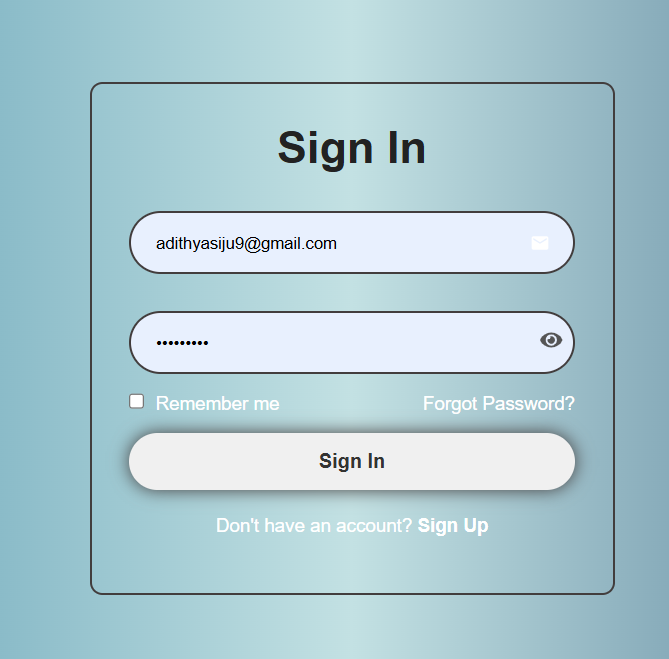 Sign In
adithyasiju9@gmail.com
•••••••••
Remember me Forgot Password?
Sign In
Don't have an account? Sign Up